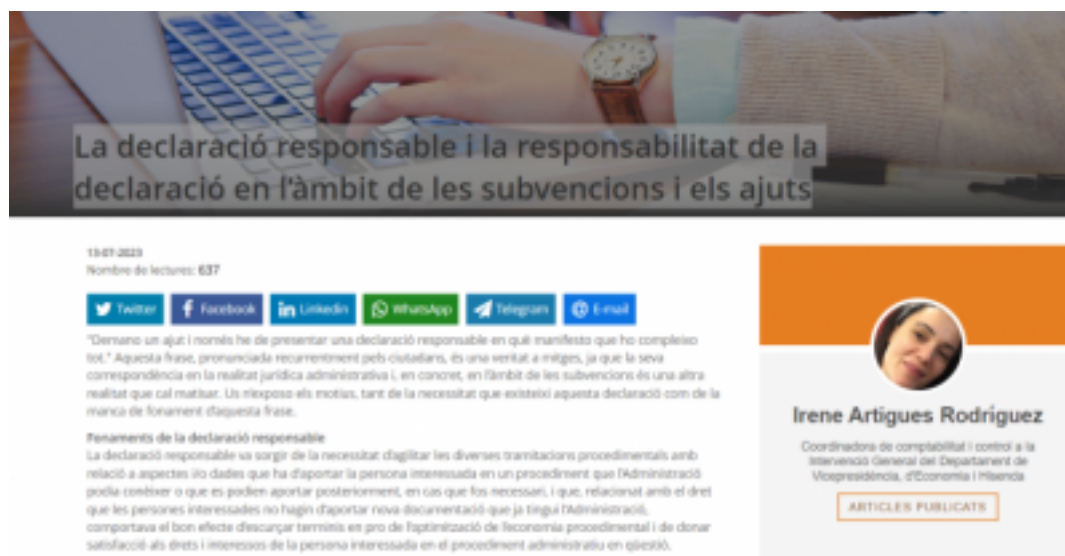 La declaració responsable i la responsabilitat de la
declaració en l'àmbit de les subvencions i els ajuts
13-07-2023
Nombre de lectures: 637
Twitter
Facebook
Linkedin
WhatsApp
Telegram
E-mail
"Demano un ajut i només he de presentar una declaració responsable en què manifesto que ho compleixo
tot." Aquesta frase, pronunciada recurrentment pels ciutadans, és una veritat a mitges, ja que la seva
correspondència en la realitat jurídica administrativa i, en concret, en l'àmbit de les subvencions és una altra
realitat que cal matisar. Us n'exposo els motius, tant de la necessitat que existeixi aquesta declaració com de la
manca de fonament d'aquesta frase.
Fonaments de la declaració responsable
La declaració responsable va sorgir de la necessitat d'agilitar les diverses tramitacions procedimentals amb
relació a aspectes i/o dades que ha d'aportar la persona interessada en un procediment que l'Administració
podia conèixer o que es podien aportar posteriorment, en cas que fos necessari, i que, relacionat amb el dret
que les persones interessades no hagin d'aportar nova documentació que ja tingui l'Administració,
comportava el bon efecte d'escurçar terminis en pro de l'optimització de l'economia procedimental i de donar
satisfacció als drets i interessos de la persona interessada en el procediment administratiu en qüestió.
Irene Artigues Rodríguez
Coordinadora de comptabilitat i control a la
Intervenció General del Departament de
Vicepresidència, d'Economia i Hisenda
ARTICLES PUBLICATS